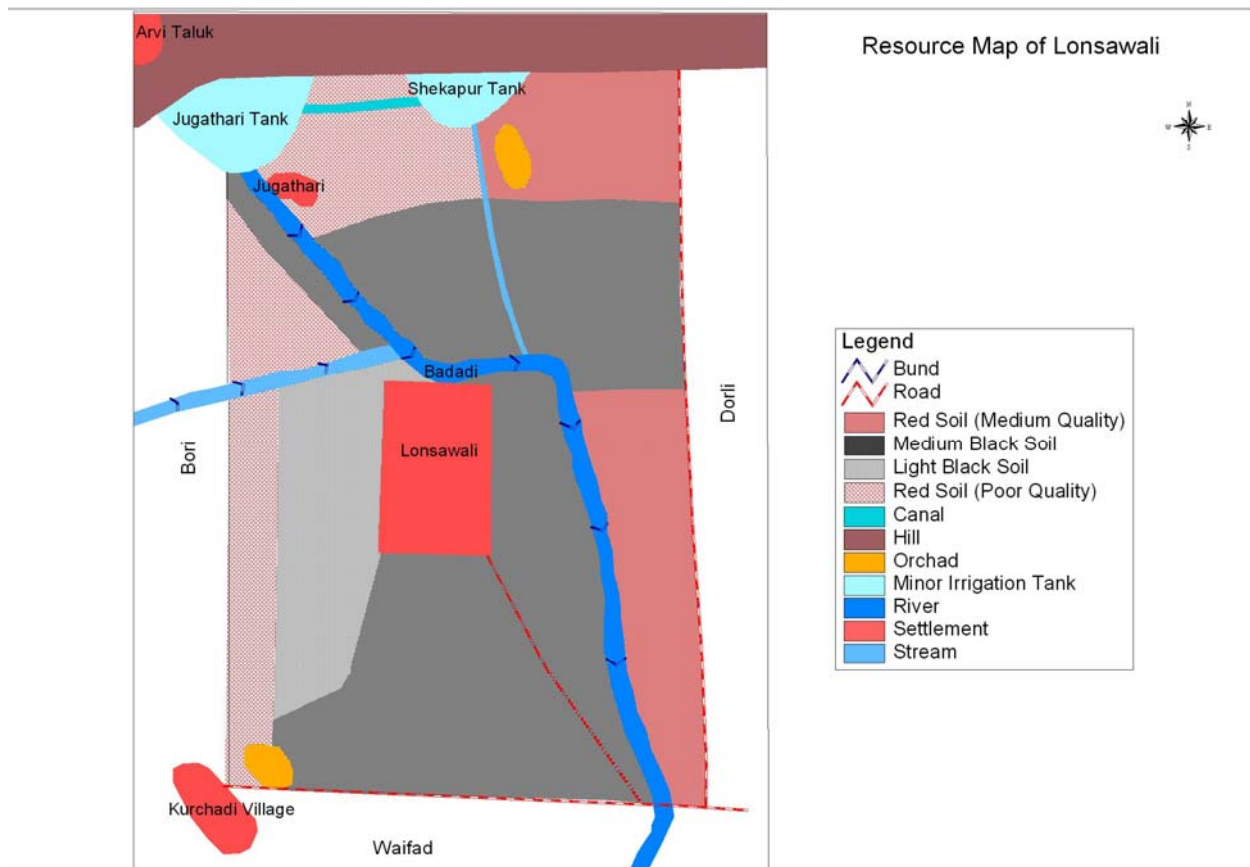 Resource Map of Lonsawali
Arvi Taluk
Shekapur Tank
Jugathari Tank
Jugathari
Badadi
Lonsawali
Bori
Dorli
Kurchadi Village
Waifad
N
W E
S
Legend
Bund
Road
Red Soil (Medium Quality)
Medium Black Soil
Light Black Soil
Red Soil (Poor Quality)
Canal
Hill
Orchad
Minor Irrigation Tank
River
Settlement
Stream